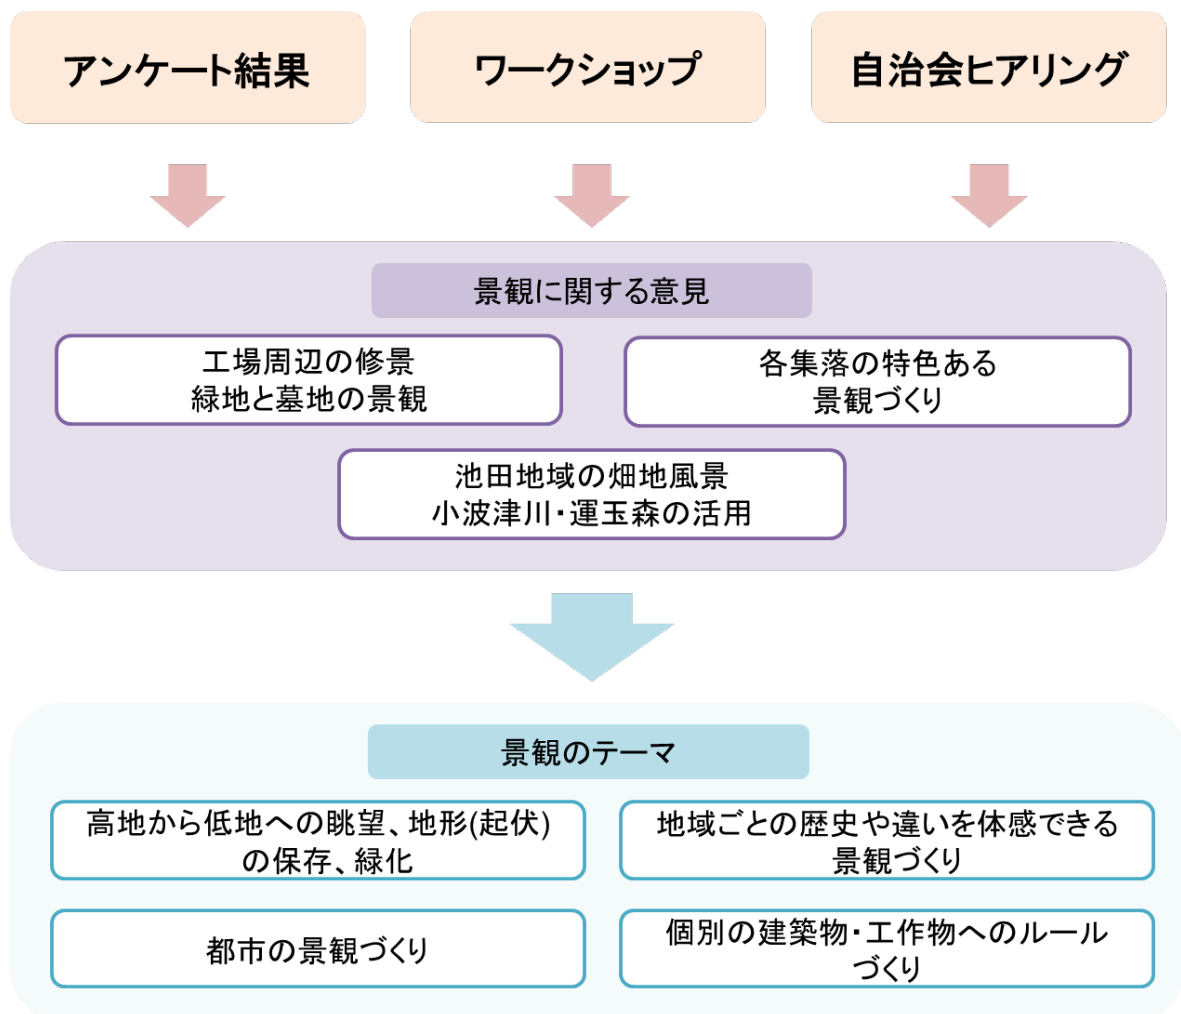 アンケート結果
ワークショップ
自治会ヒアリング
景観に関する意見
工場周辺の修景
緑地と墓地の景観
各集落の特色ある
景観づくり
池田地域の畑地風景
小波津川・運玉森の活用
景観のテーマ
高地から低地への眺望、地形(起伏)
の保存、緑化
地域ごとの歴史や違いを体感できる
景観づくり
都市の景観づくり
個別の建築物・工作物へのルール
づくり